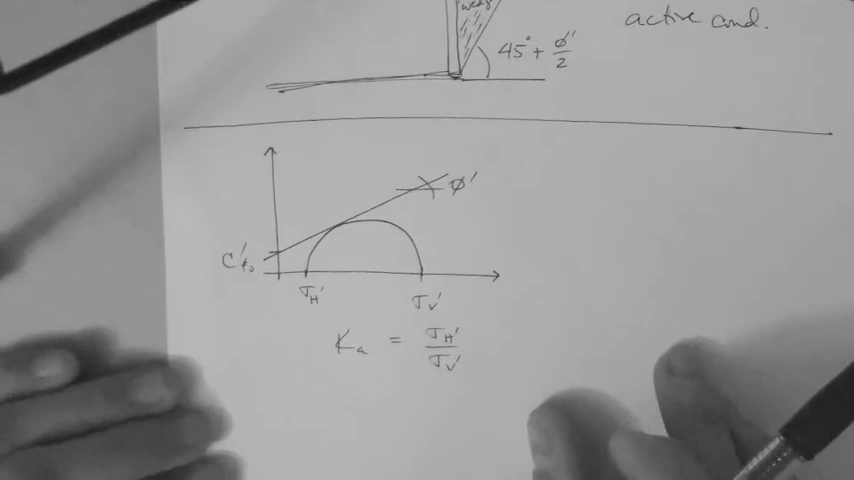 active cond.
45° + φ'/2
φ'
C'
σH'
σV'
Ka = σH'/σV'